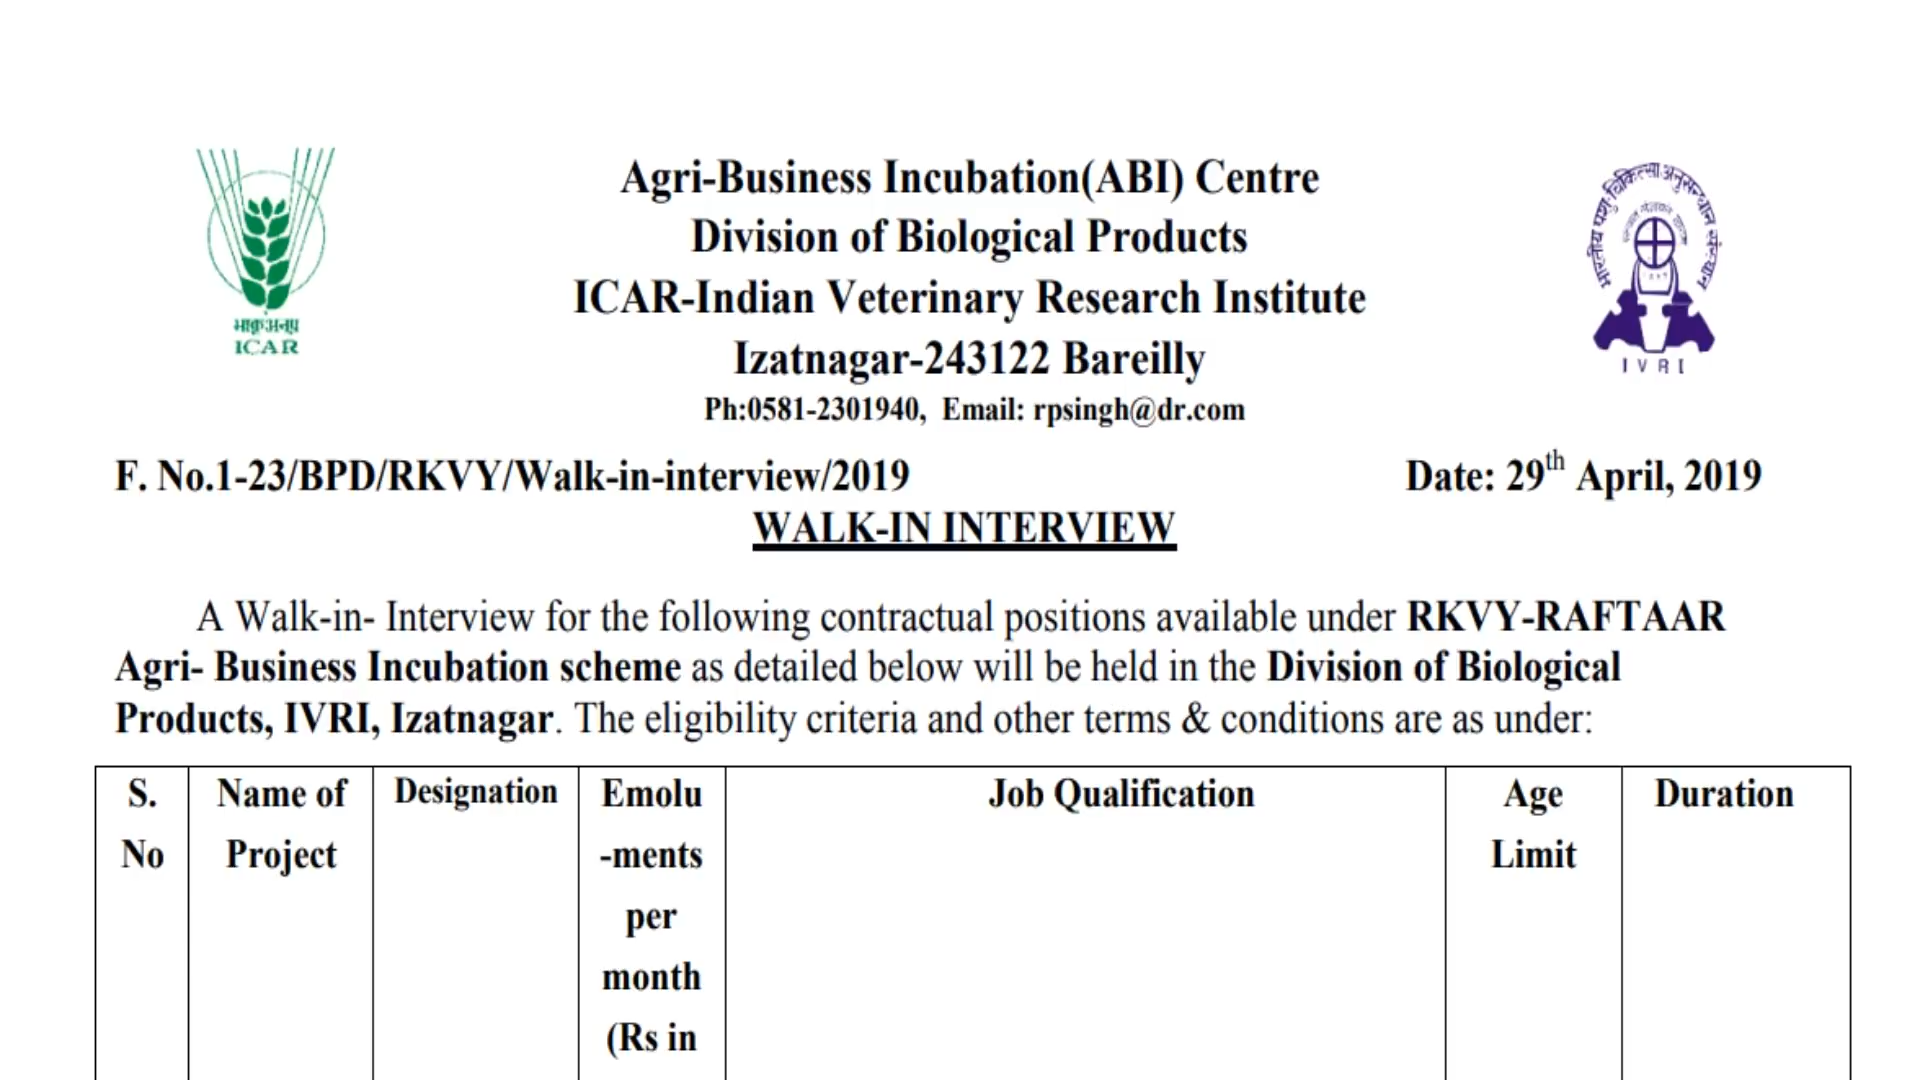 भाकृअनुप
ICAR
Agri-Business Incubation(ABI) Centre
Division of Biological Products
ICAR-Indian Veterinary Research Institute
Izatnagar-243122 Bareilly
Ph:0581-2301940, Email: rpsingh@dr.com
भारतीय पशु-चिकित्सा अनुसन्धान संस्थान
I V R I
F. No.1-23/BPD/RKVY/Walk-in-interview/2019 Date: 29th April, 2019
WALK-IN INTERVIEW
A Walk-in- Interview for the following contractual positions available under RKVY-RAFTAAR
Agri- Business Incubation scheme as detailed below will be held in the Division of Biological
Products, IVRI, Izatnagar. The eligibility criteria and other terms & conditions are as under:
S. Name of Designation Emolu Job Qualification Age Duration
No Project -ments Limit
per
month
(Rs in